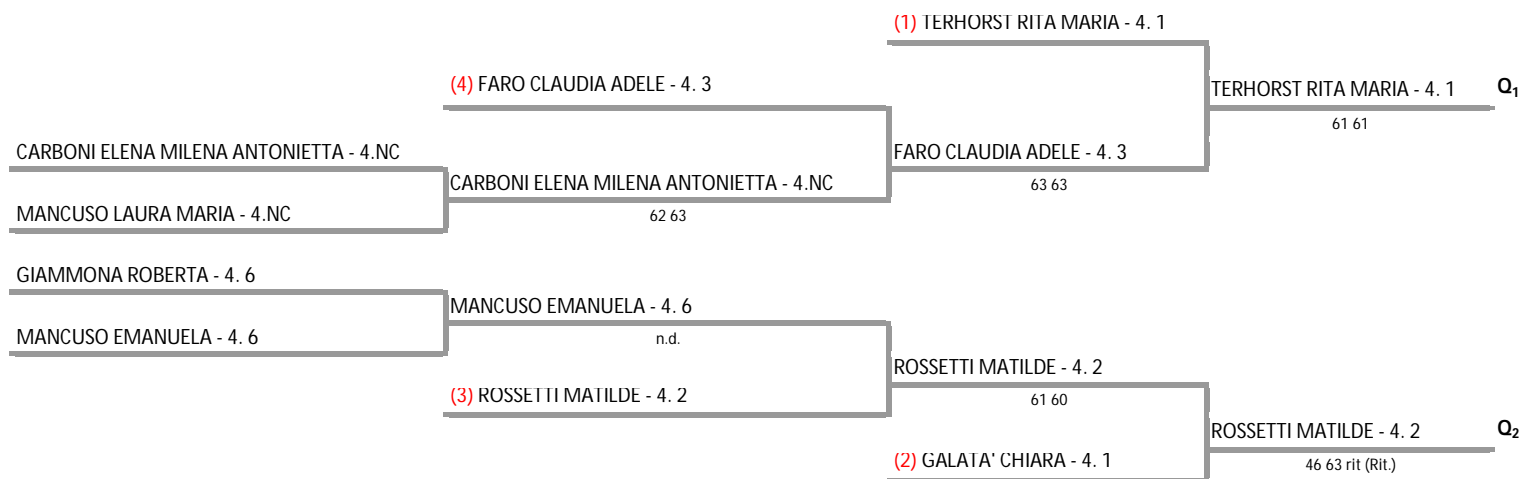 (1) TERHORST RITA MARIA - 4. 1
(4) FARO CLAUDIA ADELE - 4. 3
TERHORST RITA MARIA - 4. 1 Q1
61 61
CARBONI ELENA MILENA ANTONIETTA - 4.NC
FARO CLAUDIA ADELE - 4. 3
63 63
CARBONI ELENA MILENA ANTONIETTA - 4.NC
62 63
MANCUSO LAURA MARIA - 4.NC
GIAMMONA ROBERTA - 4. 6
MANCUSO EMANUELA - 4. 6
n.d.
MANCUSO EMANUELA - 4. 6
ROSSETTI MATILDE - 4. 2
61 60
(3) ROSSETTI MATILDE - 4. 2
ROSSETTI MATILDE - 4. 2 Q2
46 63 rit (Rit.)
(2) GALATA' CHIARA - 4. 1